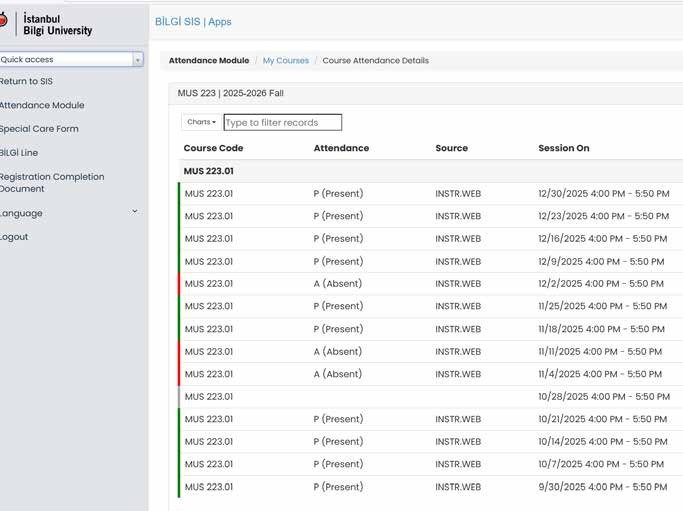 İstanbul
Bilgi University
BİLGİ SIS | Apps
Quick access
Return to SIS
Attendance Module
Special Care Form
BİLGİ Line
Registration Completion
Document
Language
Logout
Attendance Module / My Courses / Course Attendance Details
MUS 223 | 2025-2026 Fall
Charts Type to filter records
Course Code Attendance Source Session On
MUS 223.01
MUS 223.01 P (Present) INSTR.WEB 12/30/2025 4:00 PM - 5:50 PM
MUS 223.01 P (Present) INSTR.WEB 12/23/2025 4:00 PM - 5:50 PM
MUS 223.01 P (Present) INSTR.WEB 12/16/2025 4:00 PM - 5:50 PM
MUS 223.01 P (Present) INSTR.WEB 12/9/2025 4:00 PM - 5:50 PM
MUS 223.01 A (Absent) INSTR.WEB 12/2/2025 4:00 PM - 5:50 PM
MUS 223.01 P (Present) INSTR.WEB 11/25/2025 4:00 PM - 5:50 PM
MUS 223.01 P (Present) INSTR.WEB 11/18/2025 4:00 PM - 5:50 PM
MUS 223.01 A (Absent) INSTR.WEB 11/11/2025 4:00 PM - 5:50 PM
MUS 223.01 A (Absent) INSTR.WEB 11/4/2025 4:00 PM - 5:50 PM
MUS 223.01 10/28/2025 4:00 PM - 5:50 PM
MUS 223.01 P (Present) INSTR.WEB 10/21/2025 4:00 PM - 5:50 PM
MUS 223.01 P (Present) INSTR.WEB 10/14/2025 4:00 PM - 5:50 PM
MUS 223.01 P (Present) INSTR.WEB 10/7/2025 4:00 PM - 5:50 PM
MUS 223.01 P (Present) INSTR.WEB 9/30/2025 4:00 PM - 5:50 PM